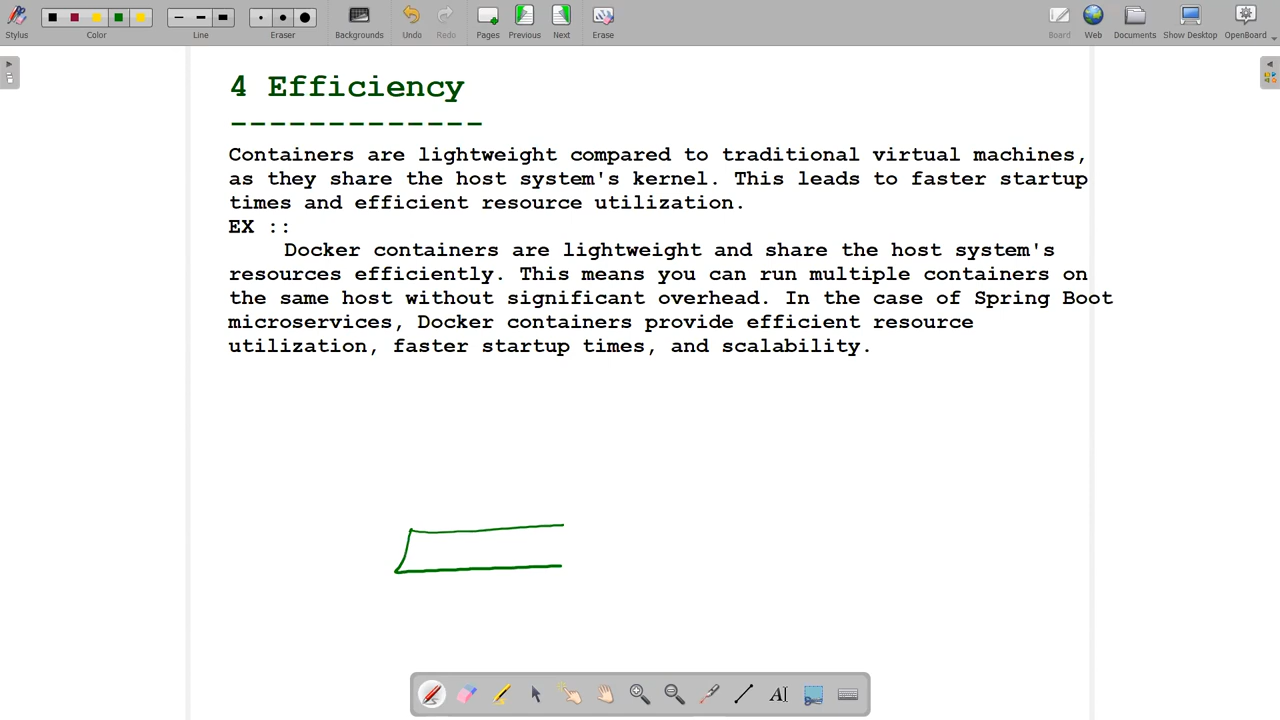 Stylus
Color
Line
Eraser
Backgrounds
Undo
Redo
Pages
Previous
Next
Erase
Board
Web
Documents
Show Desktop
OpenBoard
4 Efficiency
-------------
Containers are lightweight compared to traditional virtual machines,
as they share the host system's kernel. This leads to faster startup
times and efficient resource utilization.
EX ::
Docker containers are lightweight and share the host system's
resources efficiently. This means you can run multiple containers on
the same host without significant overhead. In the case of Spring Boot
microservices, Docker containers provide efficient resource
utilization, faster startup times, and scalability.